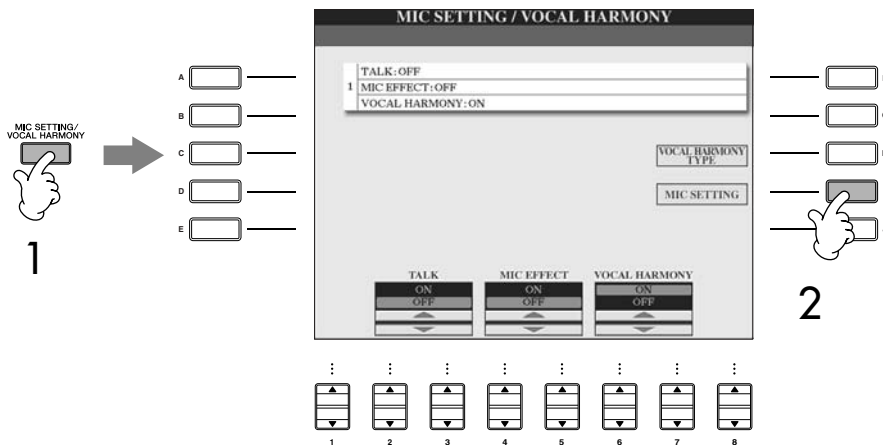 MIC SETTING / VOCAL HARMONY
TALK:OFF
1 MIC EFFECT:OFF
VOCAL HARMONY:ON
A
B
MIC SETTING/
VOCAL HARMONY
C
VOCAL HARMONY
TYPE
D
MIC SETTING
E
1
2
TALK MIC EFFECT VOCAL HARMONY
ON ON ON
OFF OFF OFF
1 2 3 4 5 6 7 8